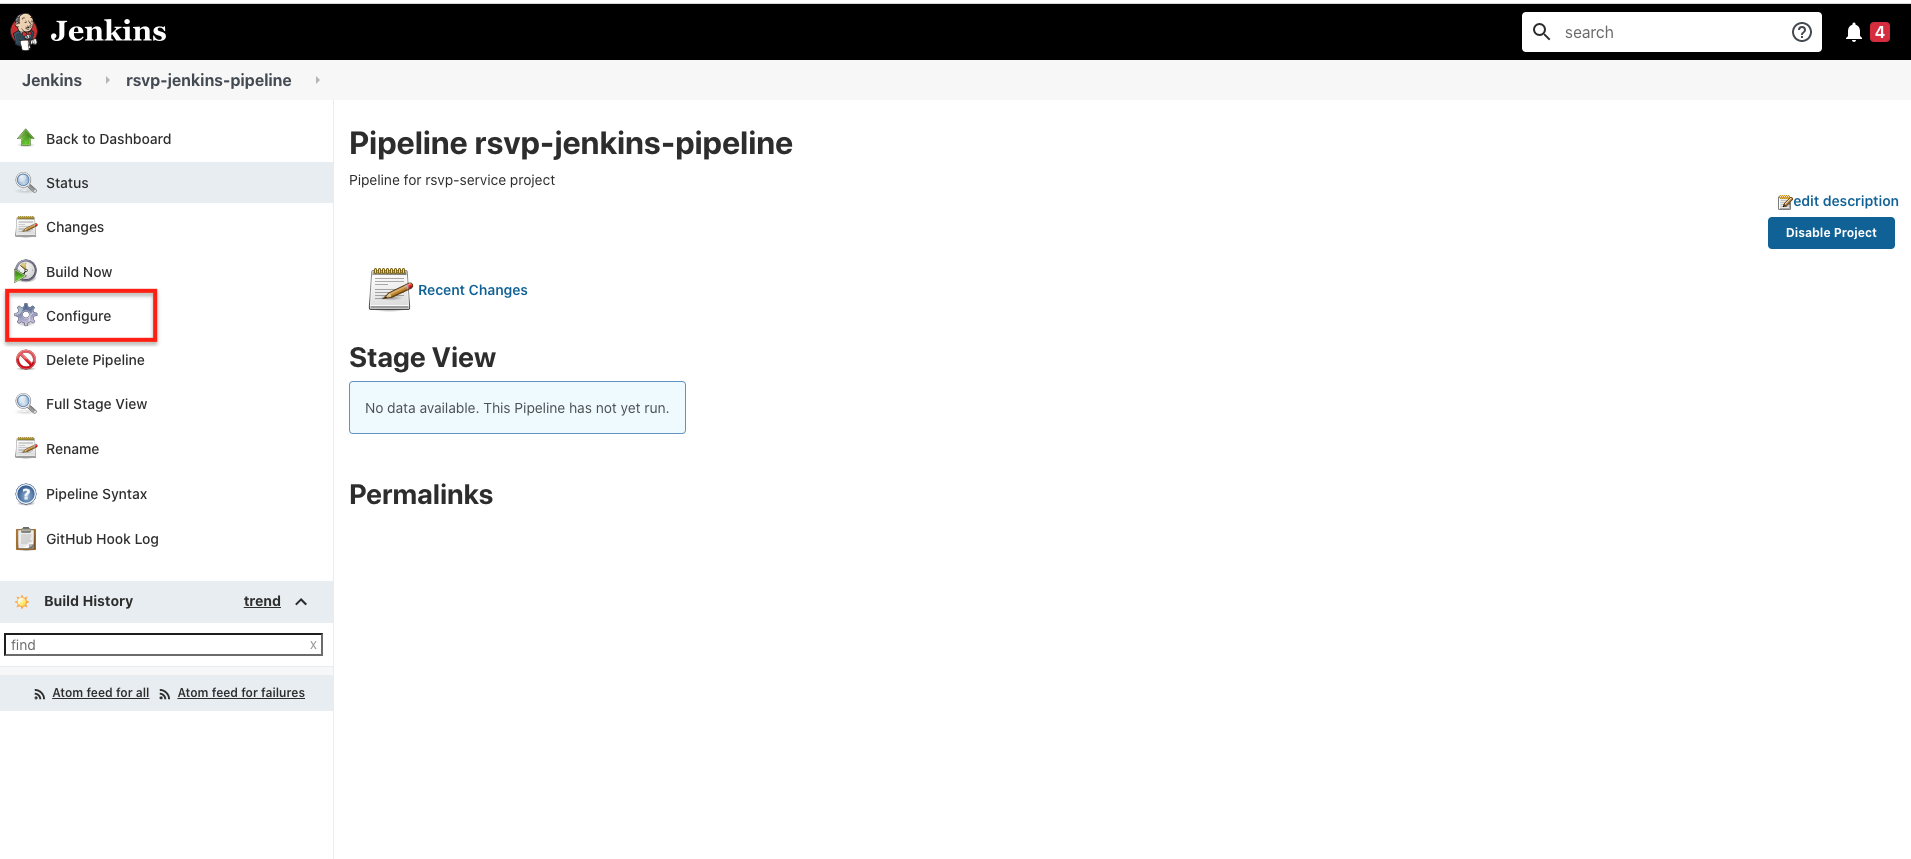 Jenkins
search
4
Jenkins
rsvp-jenkins-pipeline
Back to Dashboard
Status
Changes
Build Now
Configure
Delete Pipeline
Full Stage View
Rename
Pipeline Syntax
GitHub Hook Log
Build History
trend
find
x
Atom feed for all
Atom feed for failures
Pipeline rsvp-jenkins-pipeline
Pipeline for rsvp-service project
edit description
Disable Project
Recent Changes
Stage View
No data available. This Pipeline has not yet run.
Permalinks